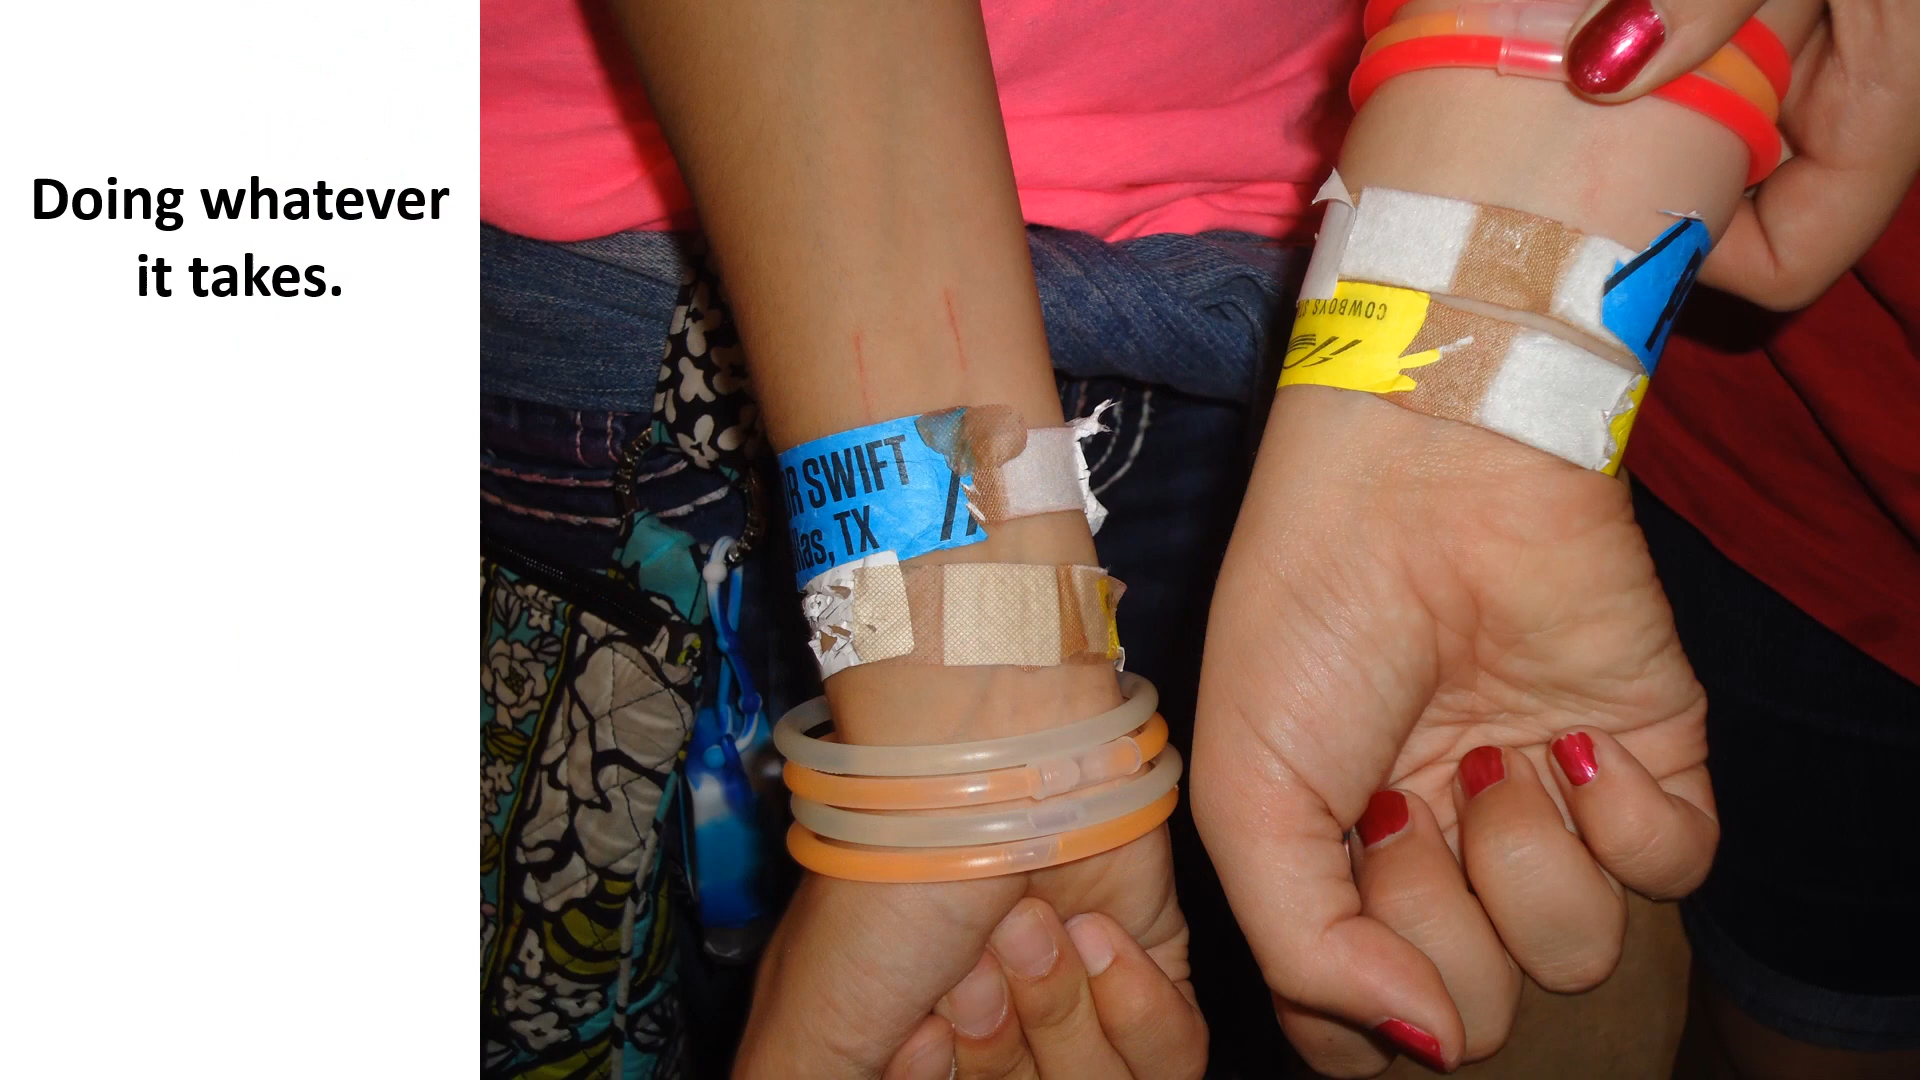 Doing whatever
it takes.
SWIFT
TX
COWBOYS